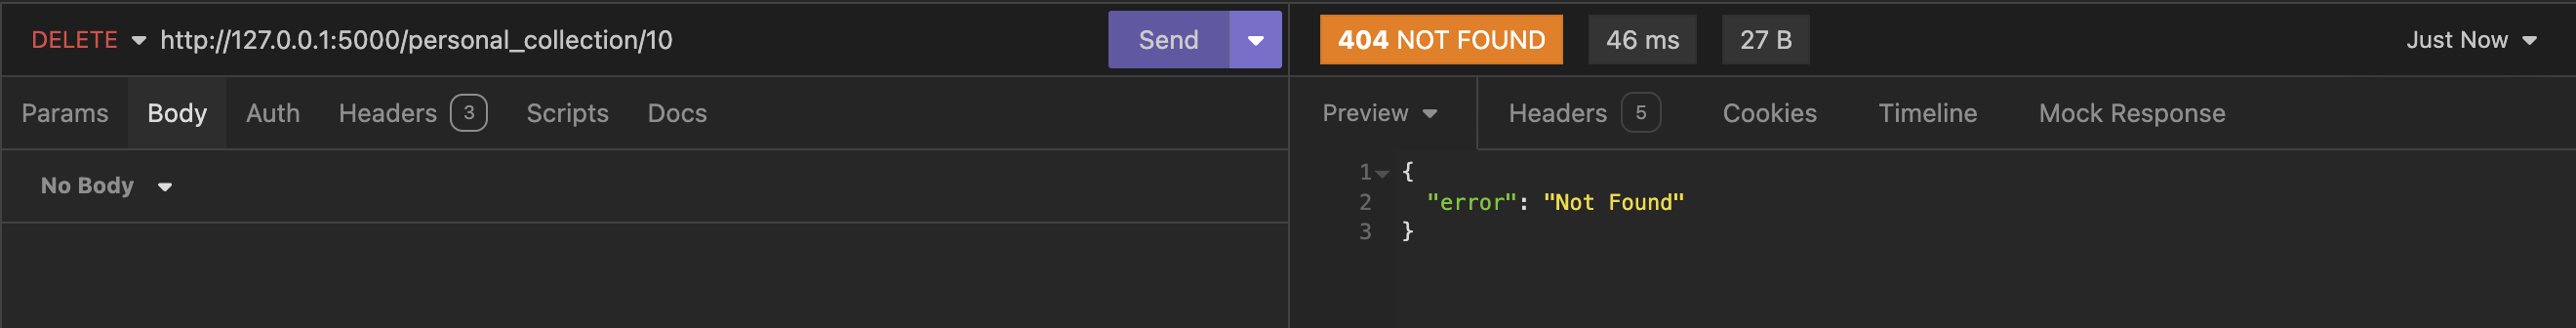 DELETE http://127.0.0.1:5000/personal_collection/10 Send
404 NOT FOUND 46 ms 27 B Just Now
Params Body Auth Headers 3 Scripts Docs
Preview Headers 5 Cookies Timeline Mock Response
No Body
1 {
2 "error": "Not Found"
3 }